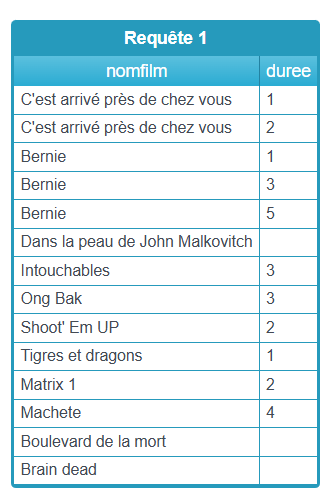 Requête 1
nomfilm duree
C'est arrivé près de chez vous 1
C'est arrivé près de chez vous 2
Bernie 1
Bernie 3
Bernie 5
Dans la peau de John Malkovitch
Intouchables 3
Ong Bak 3
Shoot' Em UP 2
Tigres et dragons 1
Matrix 1 2
Machete 4
Boulevard de la mort
Brain dead